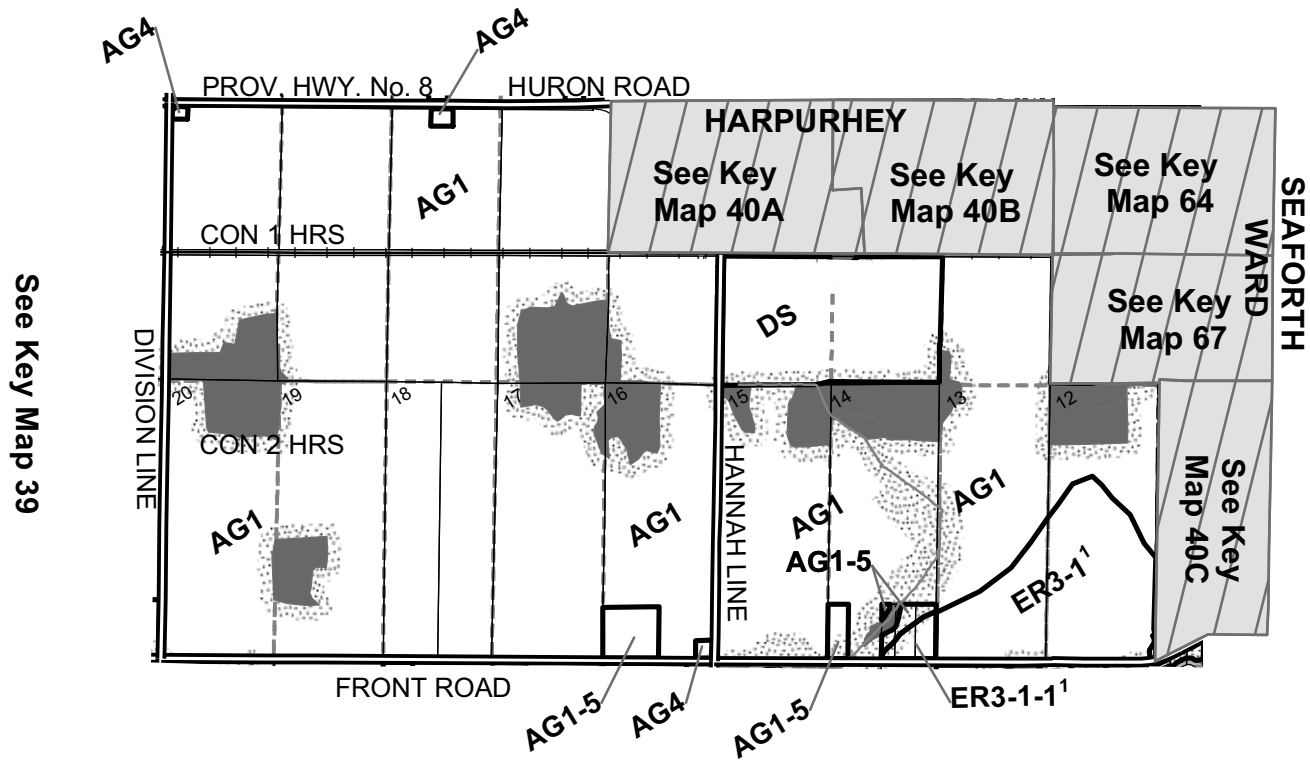 AG4
AG4
PROV. HWY. No. 8
HURON ROAD
HARPURHEY
See Key
Map 40A
See Key
Map 40B
See Key
Map 64
SEAFORTH
WARD
AG1
CON 1 HRS
See Key
Map 67
DS
See Key Map 39
DIVISION LINE
20
19
18
17
16
15
14
13
12
CON 2 HRS
HANNAH LINE
See Key
Map 40C
AG1
AG1
AG1
AG1
AG1-5
ER3-1¹
FRONT ROAD
AG1-5
AG4
AG1-5
ER3-1-1¹